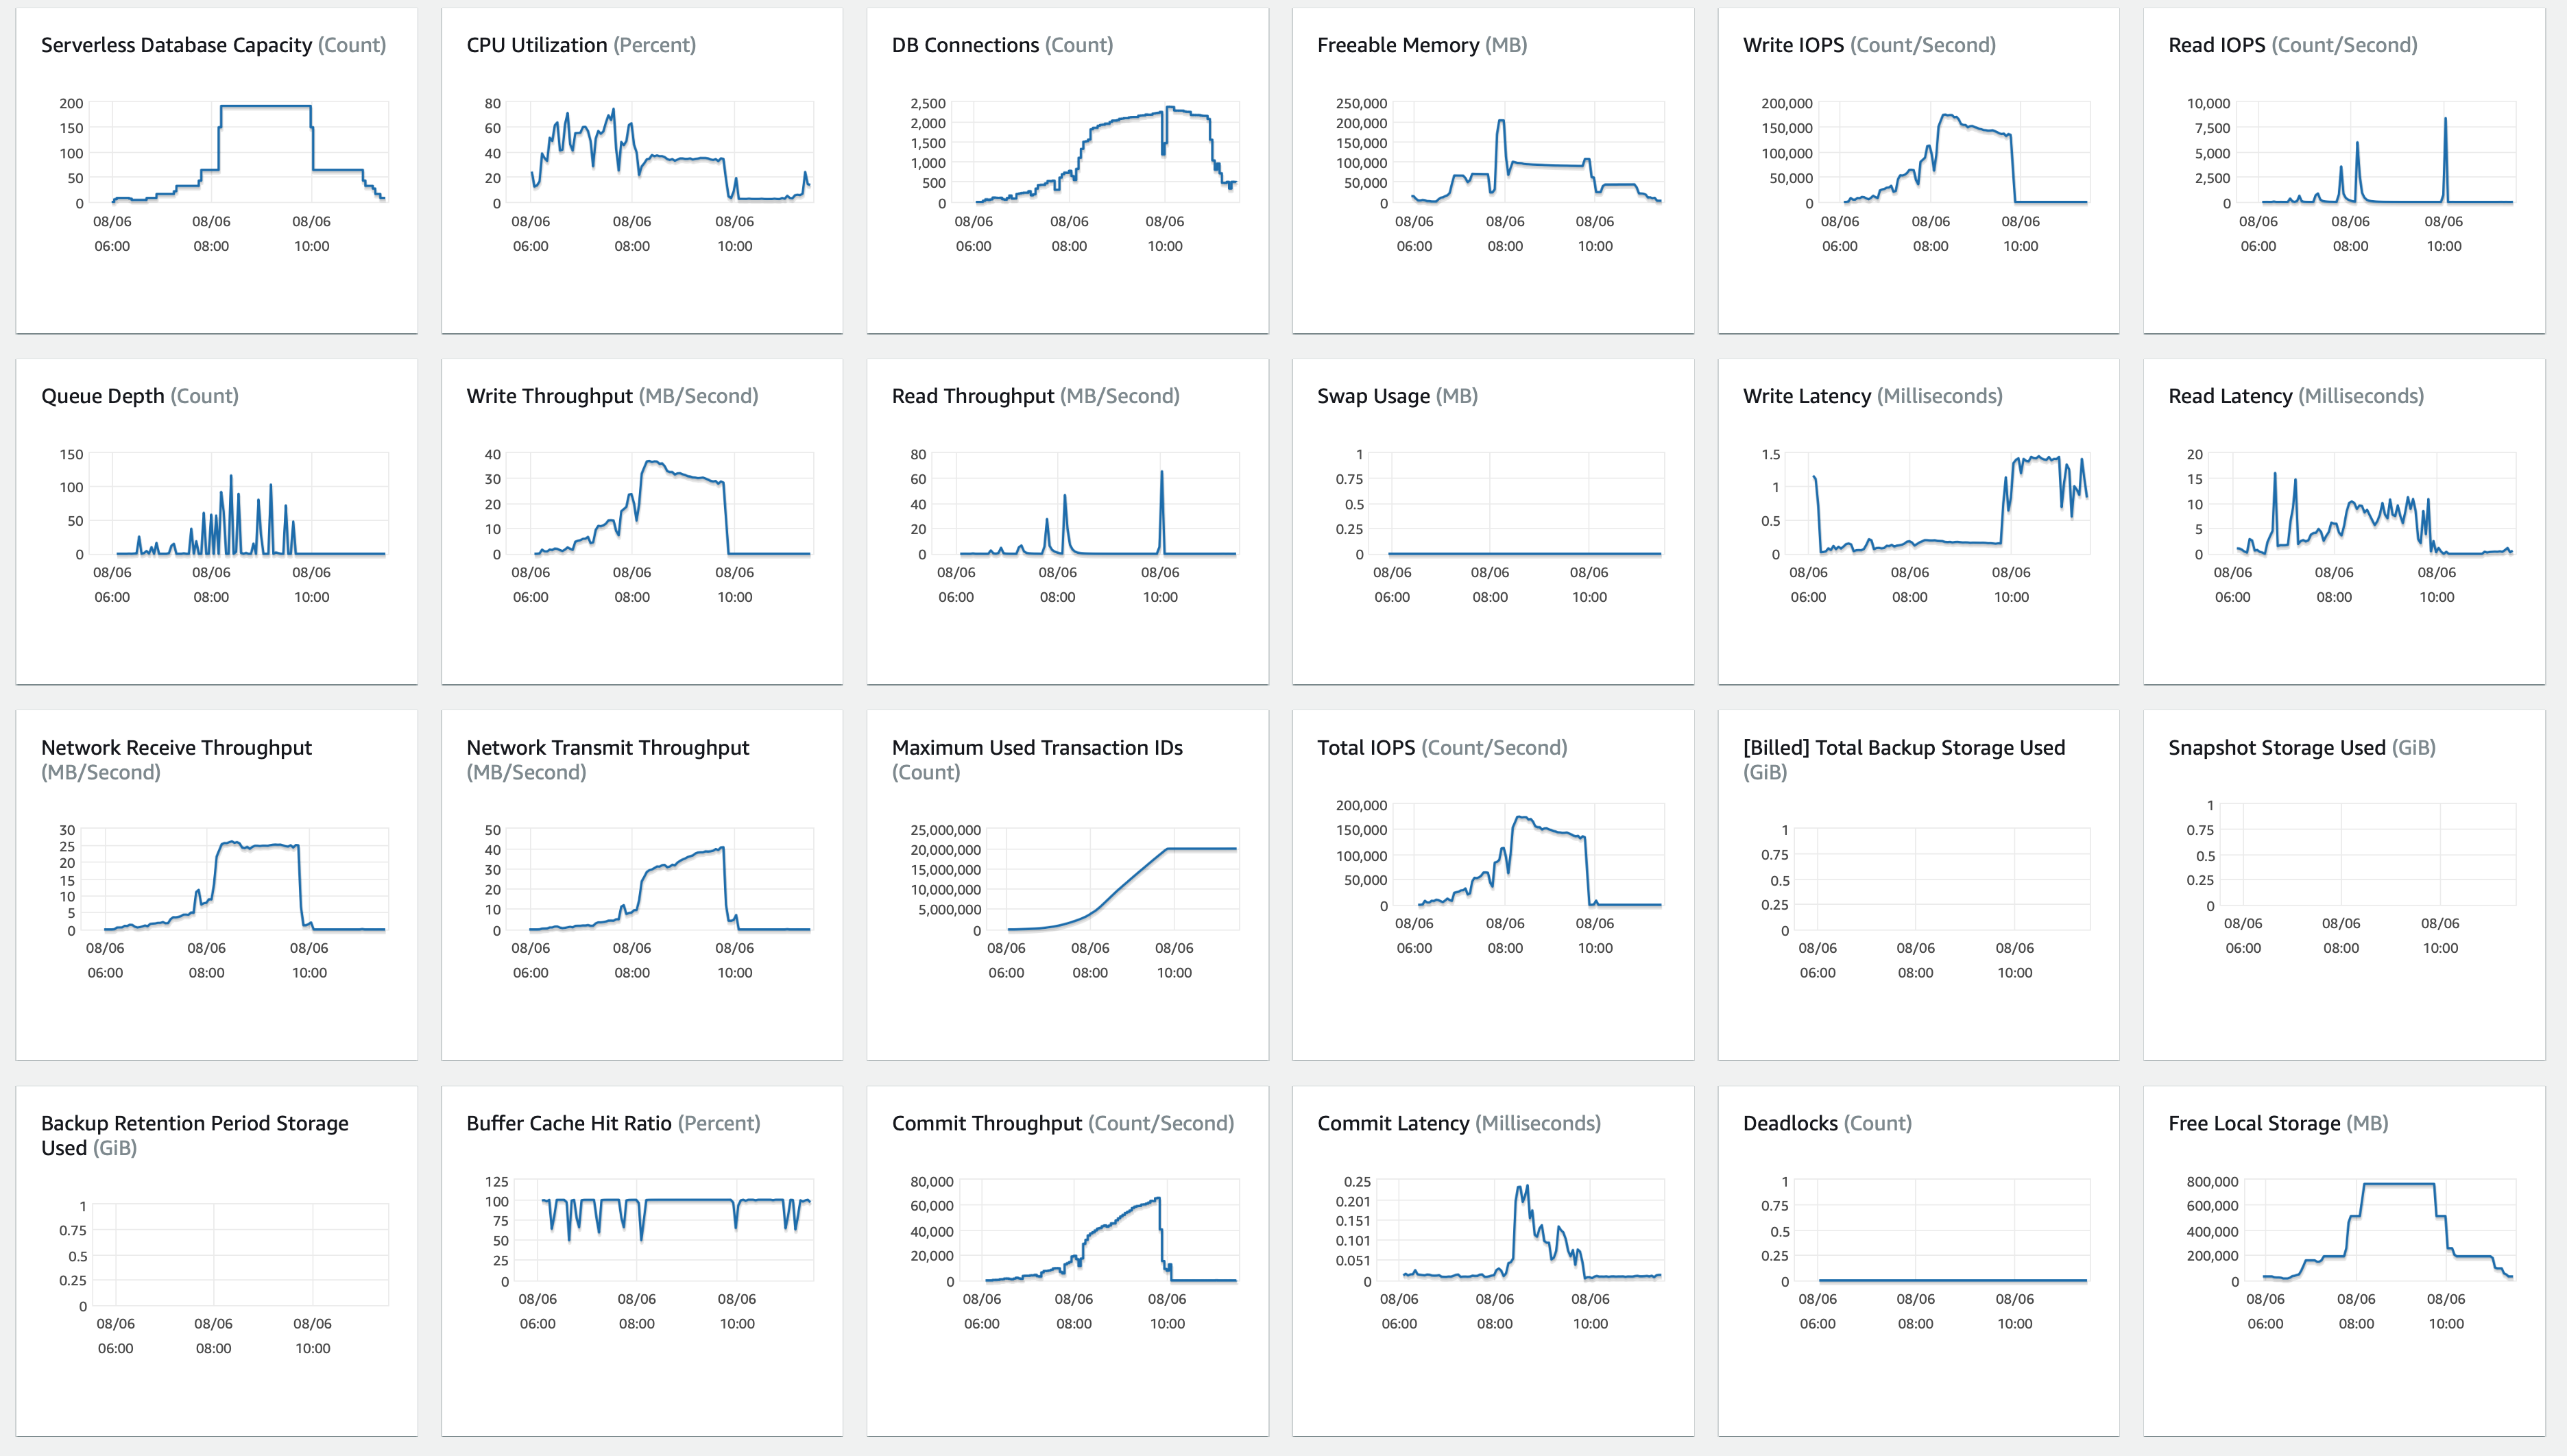 Serverless Database Capacity (Count)
200
150
100
50
0
08/06 08/06 08/06
06:00 08:00 10:00
CPU Utilization (Percent)
80
60
40
20
0
08/06 08/06 08/06
06:00 08:00 10:00
DB Connections (Count)
2,500
2,000
1,500
1,000
500
0
08/06 08/06 08/06
06:00 08:00 10:00
Freeable Memory (MB)
250,000
200,000
150,000
100,000
50,000
0
08/06 08/06 08/06
06:00 08:00 10:00
Write IOPS (Count/Second)
200,000
150,000
100,000
50,000
0
08/06 08/06 08/06
06:00 08:00 10:00
Read IOPS (Count/Second)
10,000
7,500
5,000
2,500
0
08/06 08/06 08/06
06:00 08:00 10:00
Queue Depth (Count)
150
100
50
0
08/06 08/06 08/06
06:00 08:00 10:00
Write Throughput (MB/Second)
40
30
20
10
0
08/06 08/06 08/06
06:00 08:00 10:00
Read Throughput (MB/Second)
80
60
40
20
0
08/06 08/06 08/06
06:00 08:00 10:00
Swap Usage (MB)
1
0.75
0.5
0.25
0
08/06 08/06 08/06
06:00 08:00 10:00
Write Latency (Milliseconds)
1.5
1
0.5
0
08/06 08/06 08/06
06:00 08:00 10:00
Read Latency (Milliseconds)
20
15
10
5
0
08/06 08/06 08/06
06:00 08:00 10:00
Network Receive Throughput
(MB/Second)
30
25
20
15
10
5
0
08/06 08/06 08/06
06:00 08:00 10:00
Network Transmit Throughput
(MB/Second)
50
40
30
20
10
0
08/06 08/06 08/06
06:00 08:00 10:00
Maximum Used Transaction IDs
(Count)
25,000,000
20,000,000
15,000,000
10,000,000
5,000,000
0
08/06 08/06 08/06
06:00 08:00 10:00
Total IOPS (Count/Second)
200,000
150,000
100,000
50,000
0
08/06 08/06 08/06
06:00 08:00 10:00
[Billed] Total Backup Storage Used
(GiB)
1
0.75
0.5
0.25
0
08/06 08/06 08/06
06:00 08:00 10:00
Snapshot Storage Used (GiB)
1
0.75
0.5
0.25
0
08/06 08/06 08/06
06:00 08:00 10:00
Backup Retention Period Storage
Used (GiB)
1
0.75
0.5
0.25
0
08/06 08/06 08/06
06:00 08:00 10:00
Buffer Cache Hit Ratio (Percent)
125
100
75
50
25
0
08/06 08/06 08/06
06:00 08:00 10:00
Commit Throughput (Count/Second)
80,000
60,000
40,000
20,000
0
08/06 08/06 08/06
06:00 08:00 10:00
Commit Latency (Milliseconds)
0.25
0.201
0.151
0.101
0.051
0
08/06 08/06 08/06
06:00 08:00 10:00
Deadlocks (Count)
1
0.75
0.5
0.25
0
08/06 08/06 08/06
06:00 08:00 10:00
Free Local Storage (MB)
800,000
600,000
400,000
200,000
0
08/06 08/06 08/06
06:00 08:00 10:00